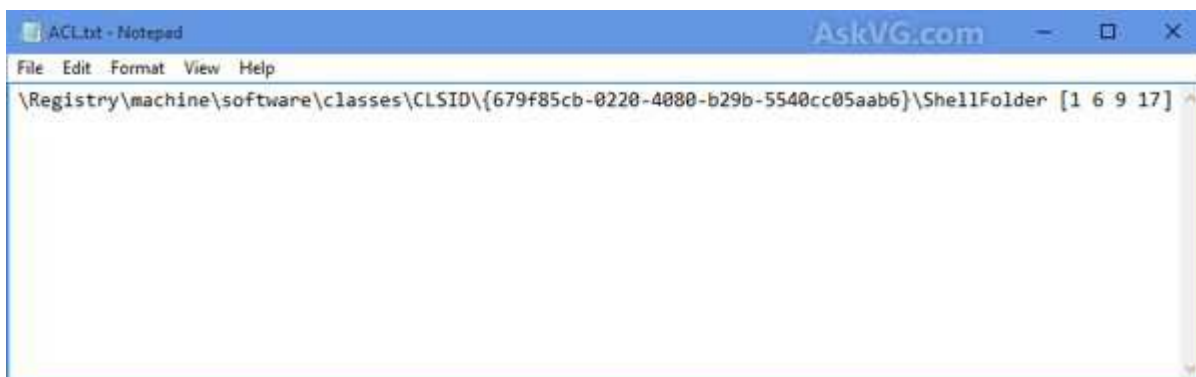 ACL.txt - Notepad
AskVG.com
File Edit Format View Help
\Registry\machine\software\classes\CLSID\{679f85cb-0220-4080-b29b-5540cc05aab6}\ShellFolder [1 6 9 17]